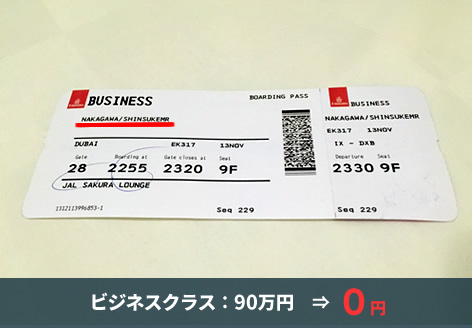 BUSINESS
BOARDING PASS
NAKAGAWA/SHINSUKEMR
DUBAI EK317 13NOV
Gate Boarding at Gate closes at Seat
28 2255 2320 9F
JAL SAKURA LOUNGE
1312113996853-1
Seq 229
BUSINESS
NAKAGAWA/SHINSUKEMR
EK317 13NOV
IX - DXB
Departure Seat
2330 9F
Seq 229
ビジネスクラス：90万円 ⇒ 0円